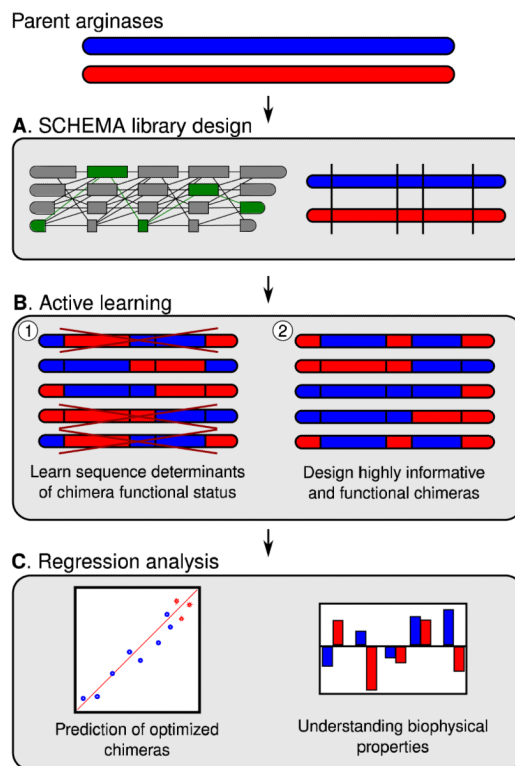 Parent arginases
A. SCHEMA library design
B. Active learning
1
2
Learn sequence determinants
of chimera functional status
Design highly informative
and functional chimeras
C. Regression analysis
Prediction of optimized
chimeras
Understanding biophysical
properties